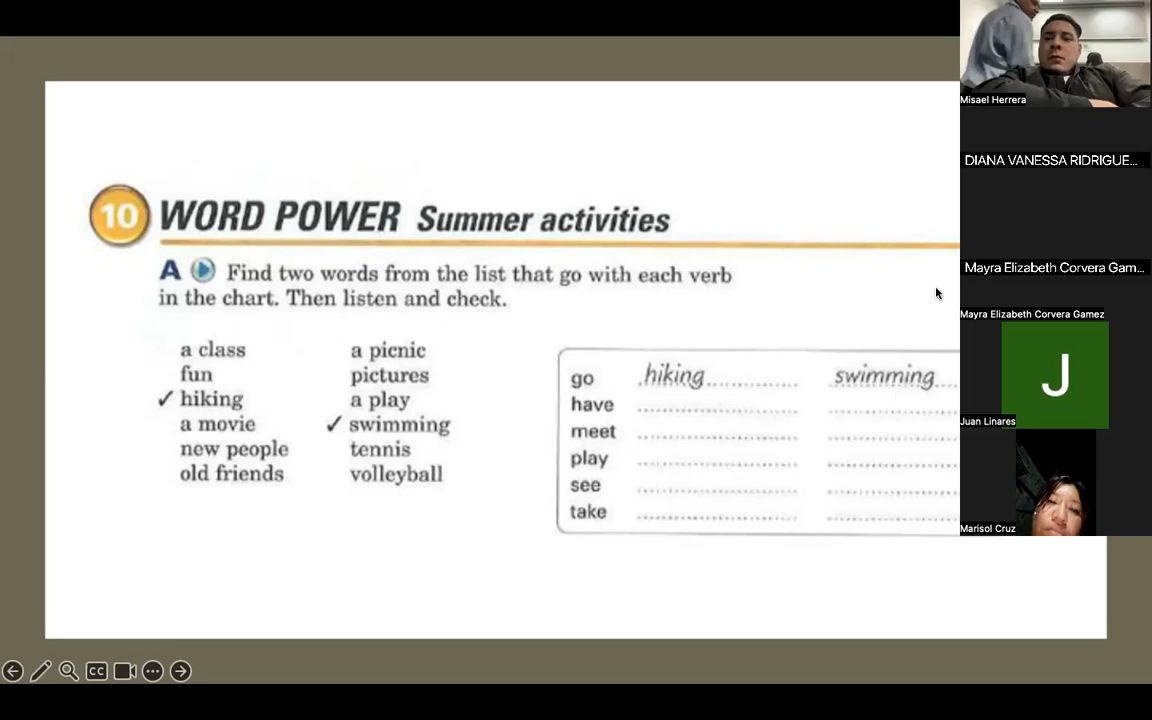 10 WORD POWER Summer activities
A Find two words from the list that go with each verb
in the chart. Then listen and check.
a class
fun
✓ hiking
a movie
new people
old friends
a picnic
pictures
a play
✓ swimming
tennis
volleyball
go hiking swimming
have
meet
play
see
take
CC
Misael Herrera
DIANA VANESSA RIDRIGUE...
Mayra Elizabeth Corvera Gam...
Mayra Elizabeth Corvera Gamez
J
Juan Linares
Marisol Cruz